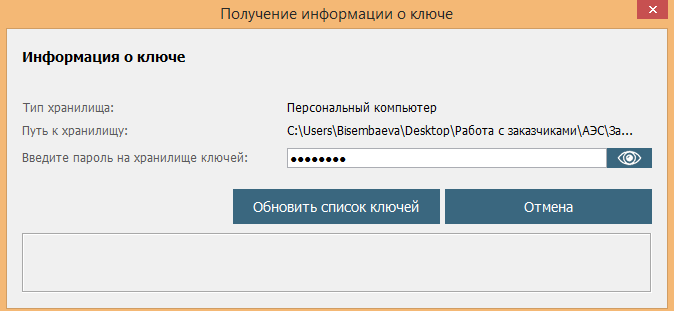 Получение информации о ключе
Информация о ключе
Тип хранилища: Персональный компьютер
Путь к хранилищу: C:\Users\Bisembaeva\Desktop\Работа с заказчиками\АЭС\За...
Введите пароль на хранилище ключей: ●●●●●●●●
Обновить список ключей Отмена